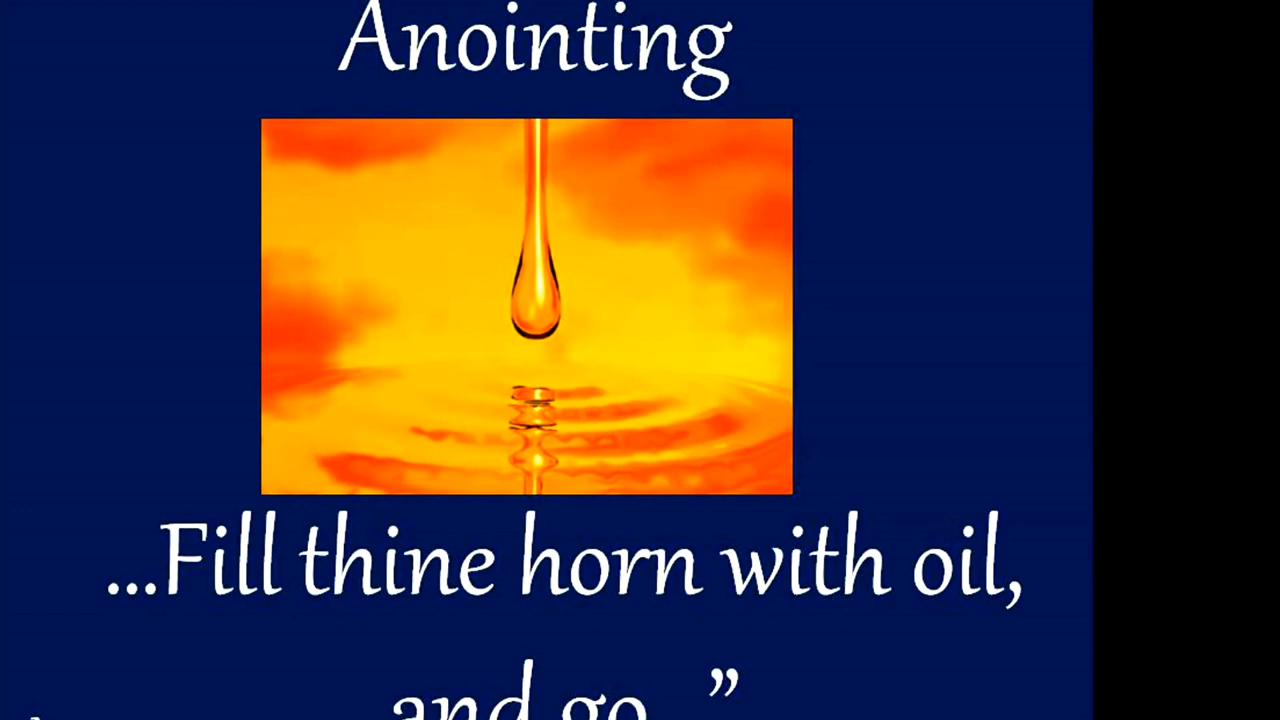 Anointing
...Fill thine horn with oil,
and go...”